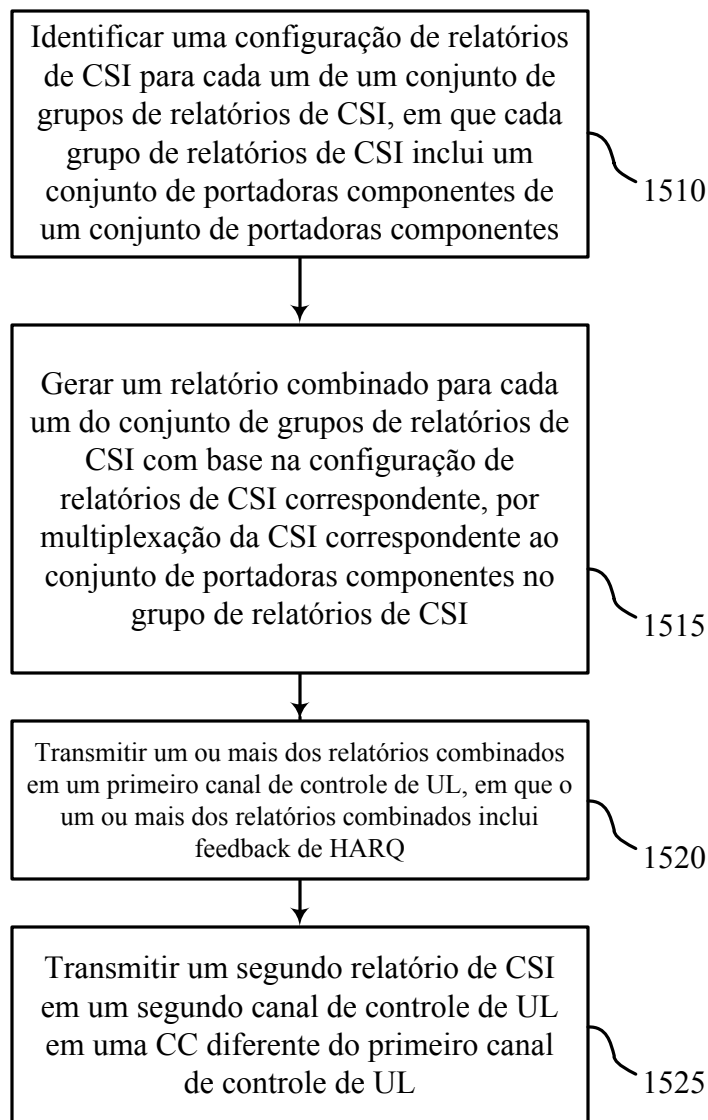 Identificar uma configuração de relatórios
de CSI para cada um de um conjunto de
grupos de relatórios de CSI, em que cada
grupo de relatórios de CSI inclui um
conjunto de portadoras componentes de
um conjunto de portadoras componentes
1510
Gerar um relatório combinado para cada
um do conjunto de grupos de relatórios de
CSI com base na configuração de
relatórios de CSI correspondente, por
multiplexação da CSI correspondente ao
conjunto de portadoras componentes no
grupo de relatórios de CSI
1515
Transmitir um ou mais dos relatórios combinados
em um primeiro canal de controle de UL, em que o
um ou mais dos relatórios combinados inclui
feedback de HARQ
1520
Transmitir um segundo relatório de CSI
em um segundo canal de controle de UL
em uma CC diferente do primeiro canal
de controle de UL
1525